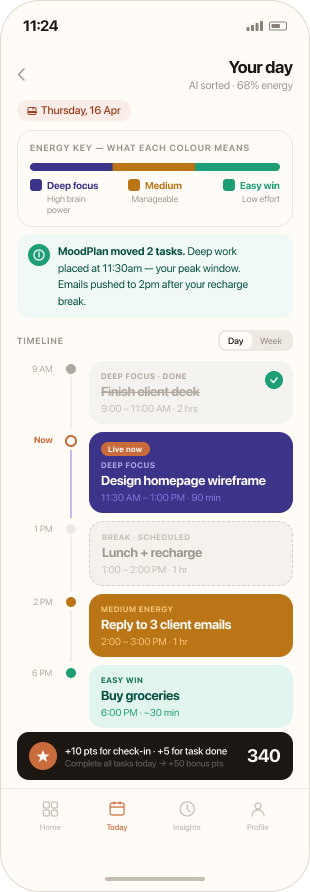 11:24
Your day
AI sorted · 68% energy
Thursday, 16 Apr
ENERGY KEY — WHAT EACH COLOUR MEANS
Deep focus
High brain
power
Medium
Manageable
Easy win
Low effort
MoodPlan moved 2 tasks. Deep work
placed at 11:30am — your peak window.
Emails pushed to 2pm after your recharge
break.
TIMELINE
Day
Week
9 AM
DEEP FOCUS · DONE
Finish client deck
9:00 – 11:00 AM · 2 hrs
Now
Live now
DEEP FOCUS
Design homepage wireframe
11:30 AM – 1:00 PM · 90 min
1 PM
BREAK · SCHEDULED
Lunch + recharge
1:00 – 2:00 PM · 1 hr
2 PM
MEDIUM ENERGY
Reply to 3 client emails
2:00 – 3:00 PM · 1 hr
6 PM
EASY WIN
Buy groceries
6:00 PM · ~30 min
+10 pts for check-in · +5 for task done
Complete all tasks today → +50 bonus pts
340
Home
Today
Insights
Profile